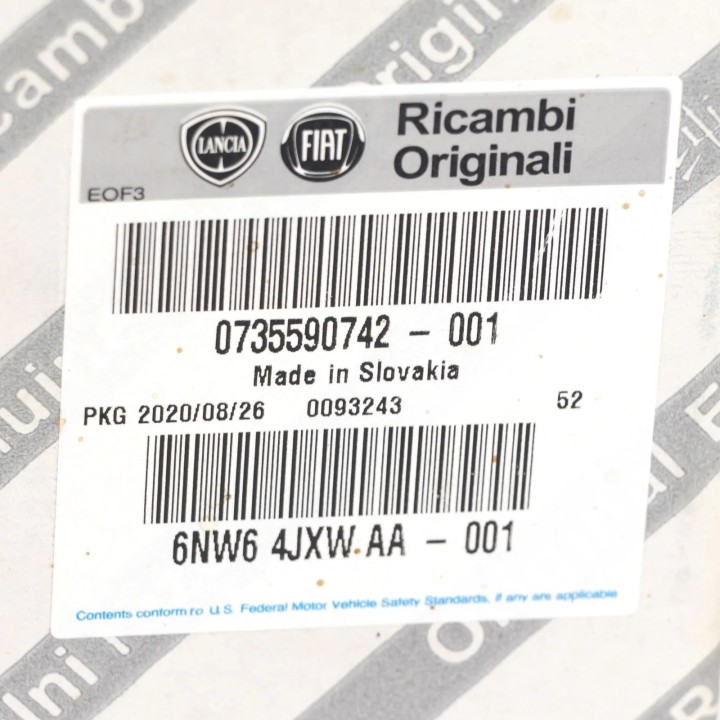 LANCIA
FIAT
Ricambi
Originali
EOF3
0735590742 - 001
Made in Slovakia
PKG 2020/08/26 0093243 52
6NW6 4JXW AA - 001
Contents conform to U.S. Federal Motor Vehicle Safety Standards, if any are applicable